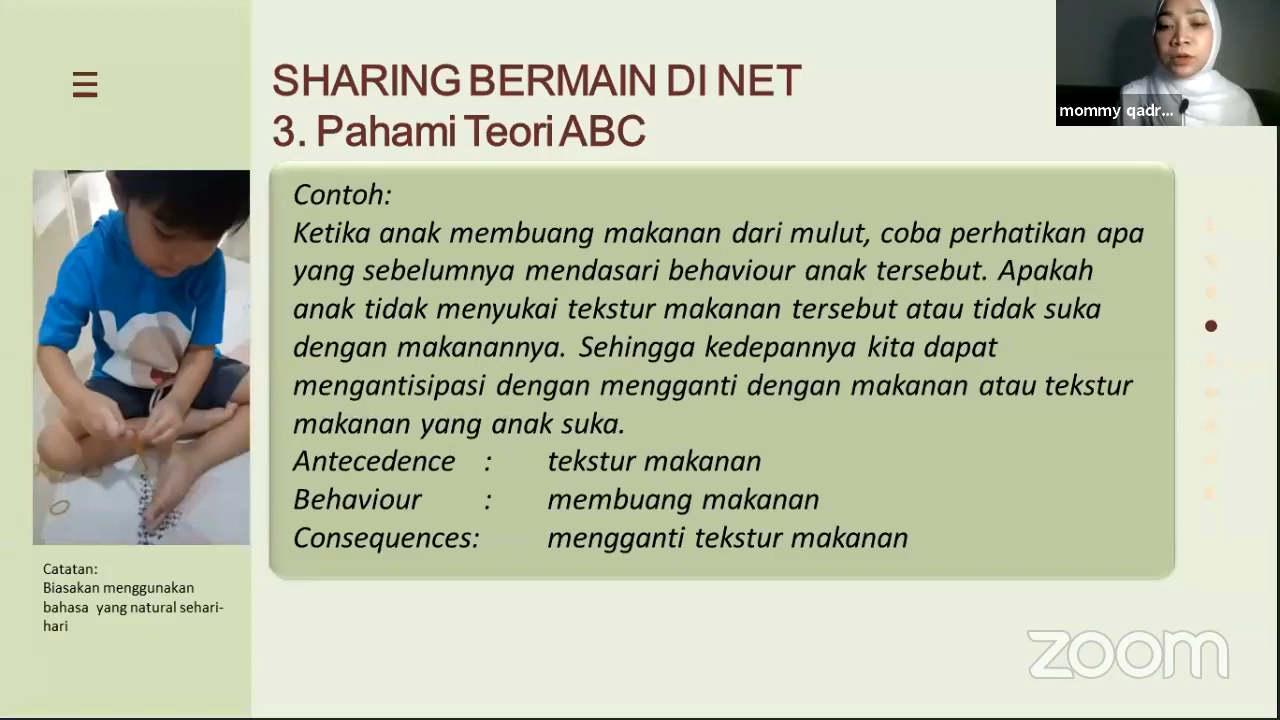 SHARING BERMAIN DI NET
3. Pahami Teori ABC
mommy qadr...
Contoh:
Ketika anak membuang makanan dari mulut, coba perhatikan apa
yang sebelumnya mendasari behaviour anak tersebut. Apakah
anak tidak menyukai tekstur makanan tersebut atau tidak suka
dengan makanannya. Sehingga kedepannya kita dapat
mengantisipasi dengan mengganti dengan makanan atau tekstur
makanan yang anak suka.
Antecedence : tekstur makanan
Behaviour : membuang makanan
Consequences: mengganti tekstur makanan
Catatan:
Biasakan menggunakan
bahasa yang natural sehari-
hari
zoom